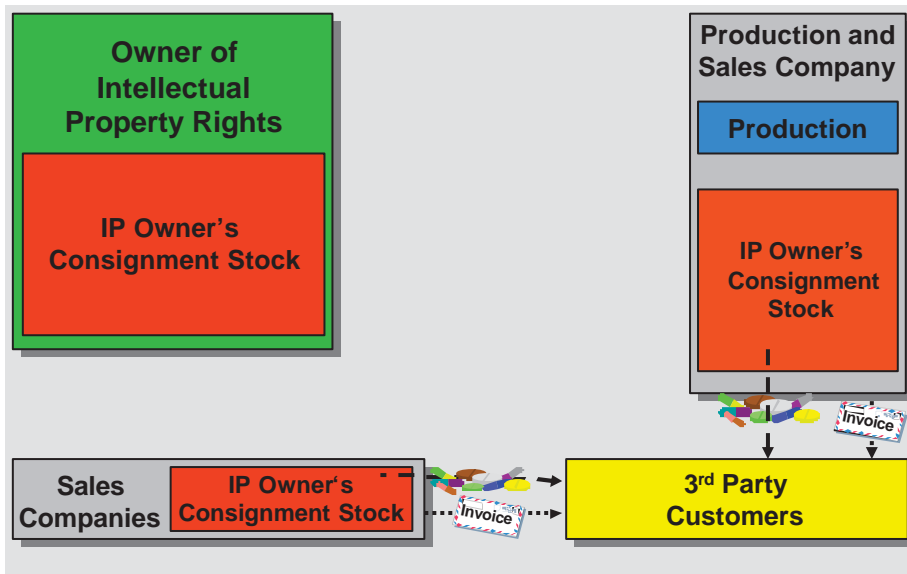 Owner of
Intellectual
Property Rights
IP Owner’s
Consignment Stock
Production and
Sales Company
Production
IP Owner’s
Consignment
Stock
Invoice
Sales
Companies
IP Owner‘s
Consignment Stock
Invoice
3rd Party
Customers